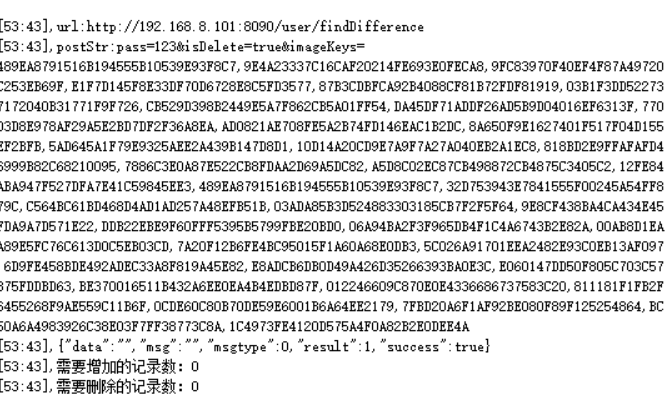 [53:43],url:http://192.168.8.101:8090/user/findDifference
[53:43],postStr:pass=123&isDelete=true&imageKeys=
489EA8791516B194555B10539E93F8C7,9E4A23337C16CAF20214FE693E0FECA8,9FC83970F40EF4F87A49720
C253EB69F,E1F7D145F8E33DF70D6728E8C5FD3577,87B3CDBFCA92B4088CF81B72FDF81919,03B1F3DD52273
7172040B31771F9F726,CB529D398B2449E5A7F862CB5A01FF54,DA45DF71ADDF26AD5B9D04016EF6313F,770
03D8E978AF29A5E2BD7DF2F36A8EA,AD0821AE708FE5A2B74FD146EAC1B2DC,8A650F9E1627401F517F04D155
EF2BFB,5AD645A1F79E9325AEE2A439B147D8D1,10D14A20CD9E7A9F7A27A040EB2A1EC8,818BD2E9FFAFAFD4
6999B82C68210095,7886C3E0A87E522CB8FDAA2D69A5DC82,A5D8C02EC87CB498872CB4875C3405C2,12FE84
ABA947F527DFA7E41C59845EE3,489EA8791516B194555B10539E93F8C7,32D753943E7841555F00245A54FF8
79C,C564BC61BD468D4AD1AD257A48EFB51B,03ADA85B3D524883303185CB7F2F5F64,9E8CF438BA4CA434E45
FDA9A7D571E22,DDB22EBE9F60FFF5395B5799FBE20BD0,06A94BA2F3F965DB4F1C4A6743B2E82A,00AB8D1EA
A89E5FC76C613D0C5EB03CD,7A20F12B6FE4BC95015F1A60A68E0DB3,5C026A91701EEA2482E93C0EB13AF097
6D9FE458BDE492ADEC33A8F819A45E82,E8ADCB6DB0D49A426D35266393BA0E3C,E060147DD50F805C703C57
875FDDBD63,BE370016511B432A6EE0EA4B4EDBD87F,012246609C870E0E4336686737583C20,811181F1FB2F
6455268F9AE559C11B6F,0CDE60C80B70DE59E6001B6A64EE2179,7FBD20A6F1AF92BE080F89F125254864,BC
50A6A4983926C38E03F7FF38773C8A,1C4973FE4120D575A4F0A82B2E0DEE4A
[53:43],{"data":"","msg":"","msgtype":0,"result":1,"success":true}
[53:43],需要增加的记录数：0
[53:43],需要删除的记录数：0